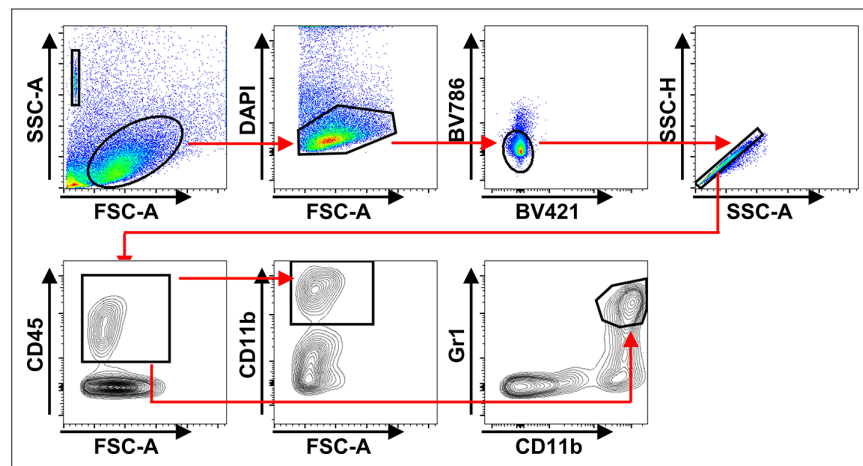 SSC-A
FSC-A
DAPI
FSC-A
BV786
BV421
SSC-H
SSC-A
CD45
FSC-A
CD11b
FSC-A
Gr1
CD11b